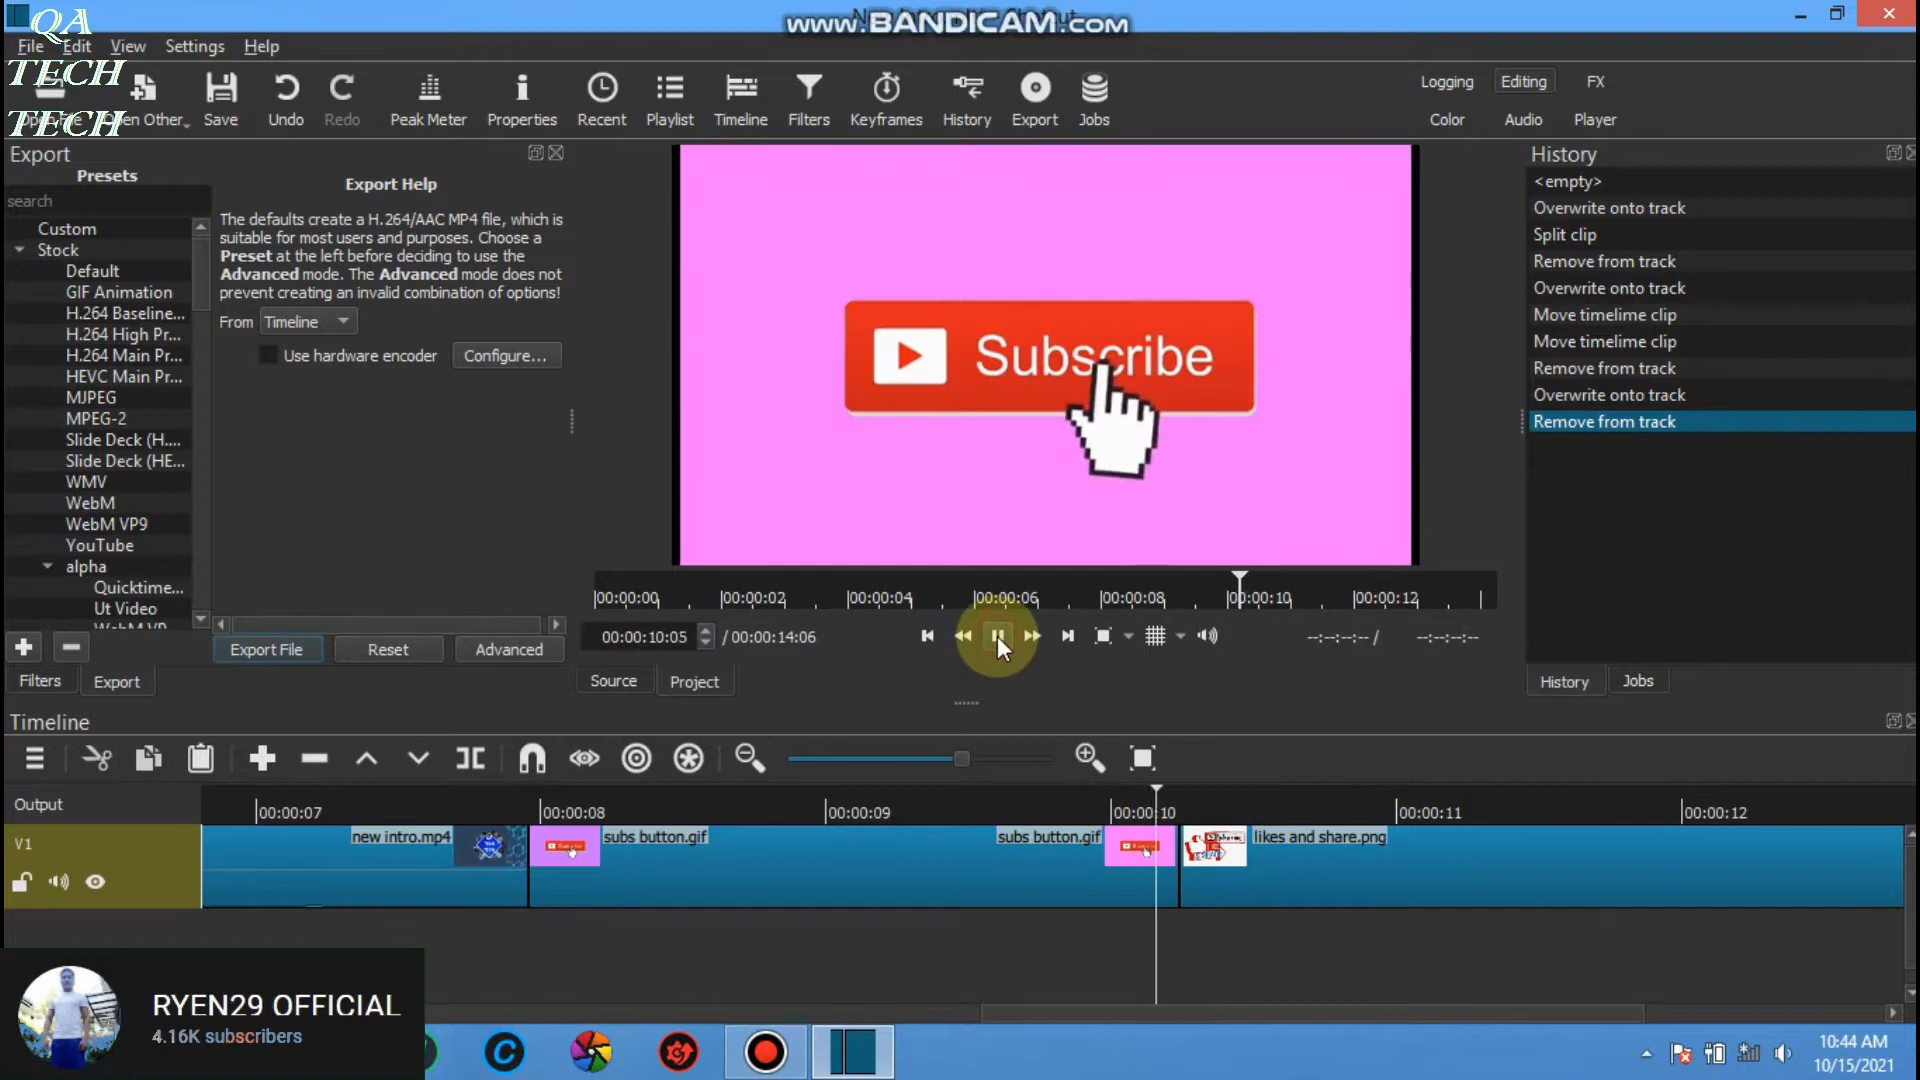 www.BANDICAM.com
QA
TECH
TECH
File Edit View Settings Help
Open Other Save Undo Redo Peak Meter Properties Recent Playlist Timeline Filters Keyframes History Export Jobs
Logging Editing FX
Color Audio Player
Export
Presets
search
Custom
Stock
Default
GIF Animation
H.264 Baseline...
H.264 High Pr...
H.264 Main Pr...
HEVC Main Pr...
MJPEG
MPEG-2
Slide Deck (H....
Slide Deck (HE...
WMV
WebM
WebM VP9
YouTube
alpha
Quicktime...
Ut Video
Export Help
The defaults create a H.264/AAC MP4 file, which is
suitable for most users and purposes. Choose a
Preset at the left before deciding to use the
Advanced mode. The Advanced mode does not
prevent creating an invalid combination of options!
From Timeline
Use hardware encoder Configure...
Export File Reset Advanced
Filters Export
Subscribe
00:00:00 00:00:02 00:00:04 00:00:06 00:00:08 00:00:10 00:00:12
00:00:10:05 / 00:00:14:06 --:--:--:-- / --:--:--:--
Source Project
History
<empty>
Overwrite onto track
Split clip
Remove from track
Overwrite onto track
Move timelime clip
Move timelime clip
Remove from track
Overwrite onto track
Remove from track
History Jobs
Timeline
Output
00:00:07 00:00:08 00:00:09 00:00:10 00:00:11 00:00:12
V1
new intro.mp4 subs button.gif subs button.gif likes and share.png
RYEN29 OFFICIAL
4.16K subscribers
10:44 AM
10/15/2021